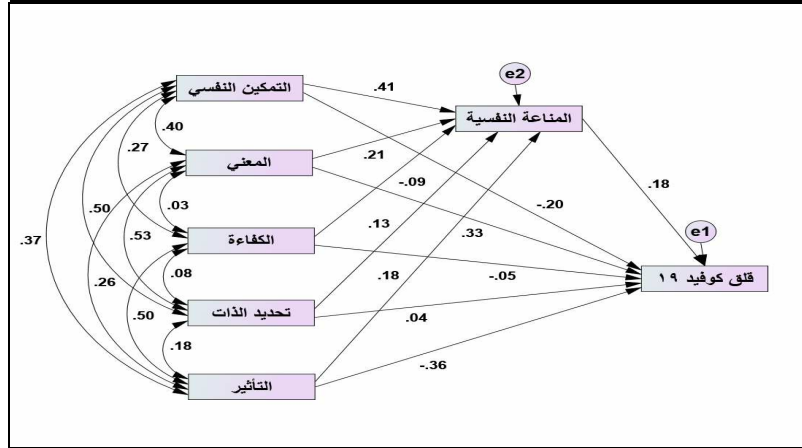 e2
التمكين النفسي
.41
المناعة النفسية
.40
.21
.27
المعني
.18
-.09
.03
-.20
.50
.53
.13
.33
e1
.37
الكفاءة
قلق كوفيد ١٩
.26
.08
.18
-.05
.50
تحديد الذات
.04
.18
-.36
التأثير